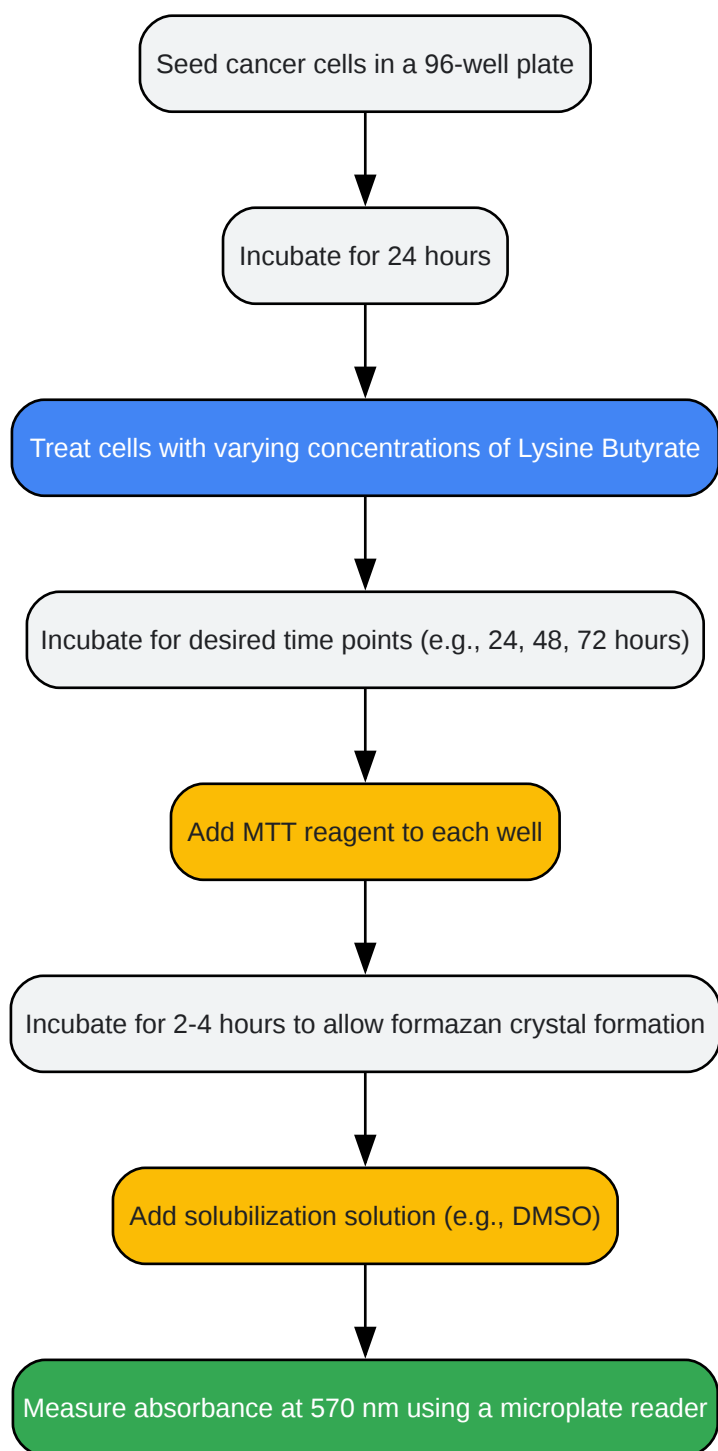 Seed cancer cells in a 96-well plate
Incubate for 24 hours
Treat cells with varying concentrations of Lysine Butyrate
Incubate for desired time points (e.g., 24, 48, 72 hours)
Add MTT reagent to each well
Incubate for 2-4 hours to allow formazan crystal formation
Add solubilization solution (e.g., DMSO)
Measure absorbance at 570 nm using a microplate reader